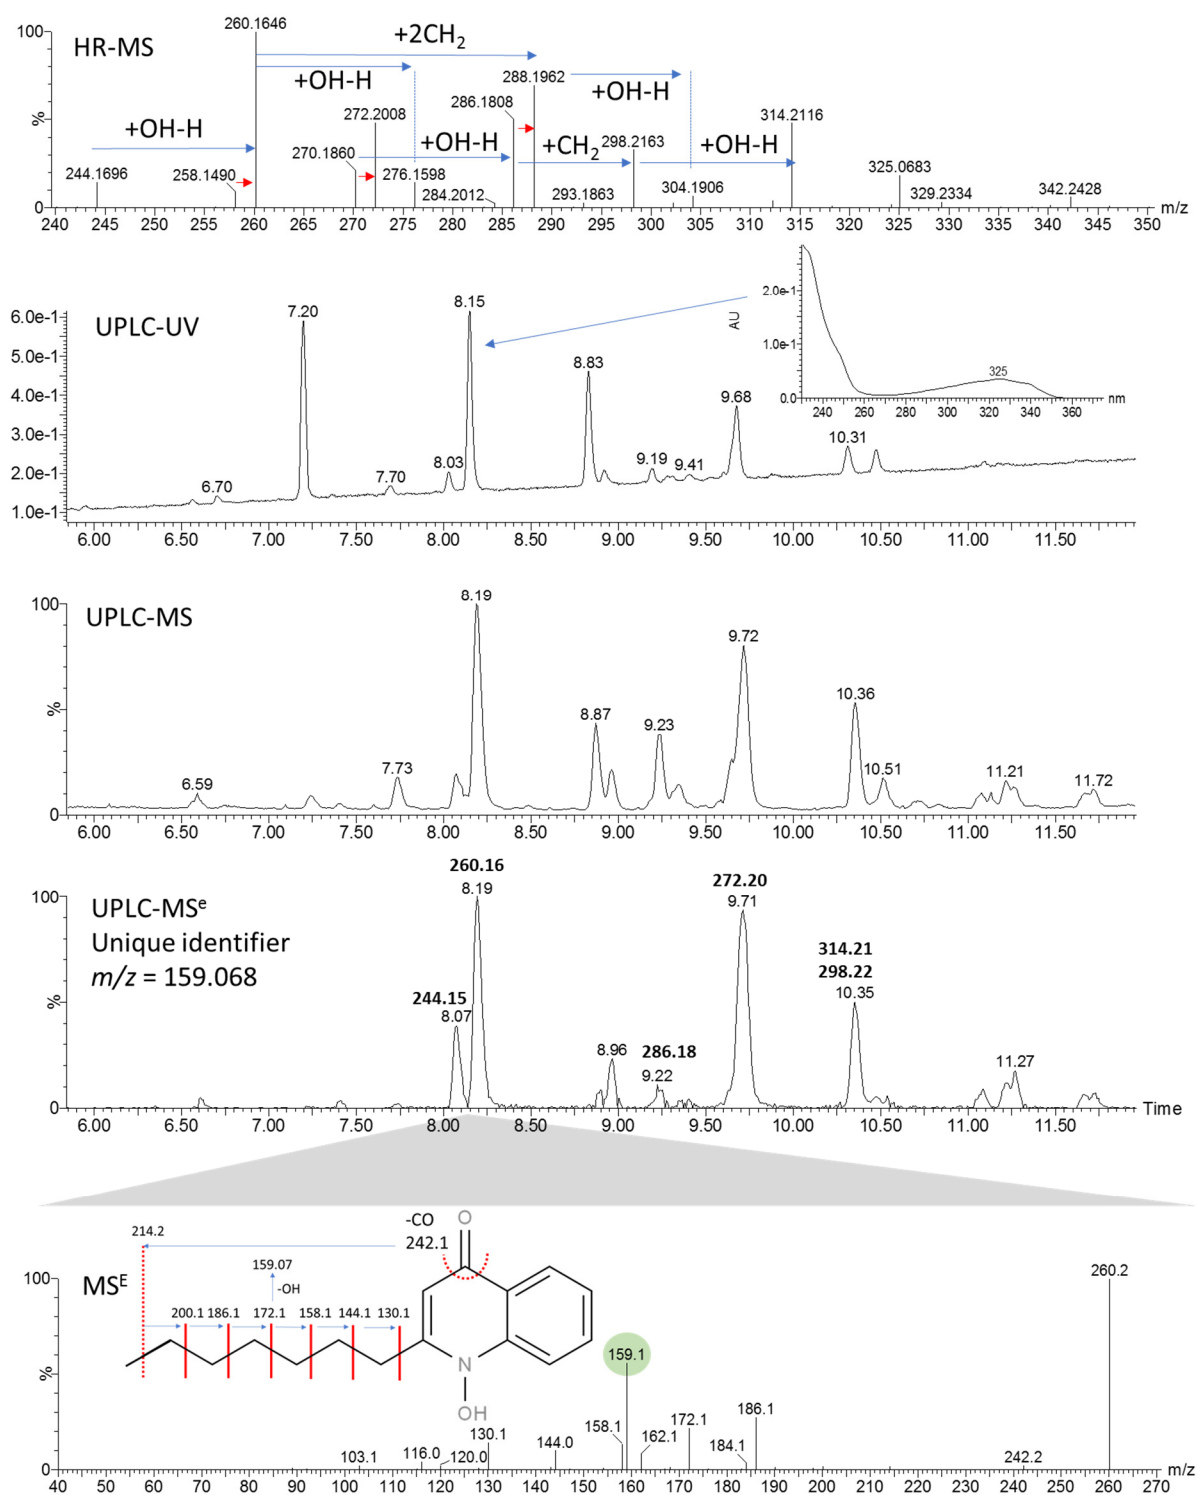 HR-MS
100
%
0
260.1646
+2CH2
+OH-H
288.1962
+OH-H
286.1808
272.2008
314.2116
+OH-H
+OH-H
+CH2
298.2163
+OH-H
270.1860
244.1696
258.1490
276.1598
284.2012
293.1863
304.1906
325.0683
329.2334
342.2428
240 245 250 255 260 265 270 275 280 285 290 295 300 305 310 315 320 325 330 335 340 345 350
m/z
UPLC-UV
6.0e-1
5.0e-1
4.0e-1
3.0e-1
2.0e-1
1.0e-1
6.70
7.20
7.70
8.03
8.15
8.83
9.19
9.41
9.68
10.31
AU
2.0e-1
1.0e-1
0.0
325
240 260 280 300 320 340 360
nm
6.00 6.50 7.00 7.50 8.00 8.50 9.00 9.50 10.00 10.50 11.00 11.50
UPLC-MS
100
%
0
6.59
7.73
8.19
8.87
9.23
9.72
10.36
10.51
11.21
11.72
6.00 6.50 7.00 7.50 8.00 8.50 9.00 9.50 10.00 10.50 11.00 11.50
UPLC-MSe
Unique identifier
m/z = 159.068
100
%
0
260.16
8.19
244.15
8.07
8.96
286.18
9.22
272.20
9.71
314.21
298.22
10.35
11.27
Time
6.00 6.50 7.00 7.50 8.00 8.50 9.00 9.50 10.00 10.50 11.00 11.50
MSE
100
%
0
214.2
-CO
242.1
O
159.07
-OH
200.1 186.1 172.1 158.1 144.1 130.1
N
OH
103.1
116.0
120.0
130.1
144.0
158.1
159.1
162.1
172.1
184.1
186.1
242.2
260.2
40 50 60 70 80 90 100 110 120 130 140 150 160 170 180 190 200 210 220 230 240 250 260 270
m/z